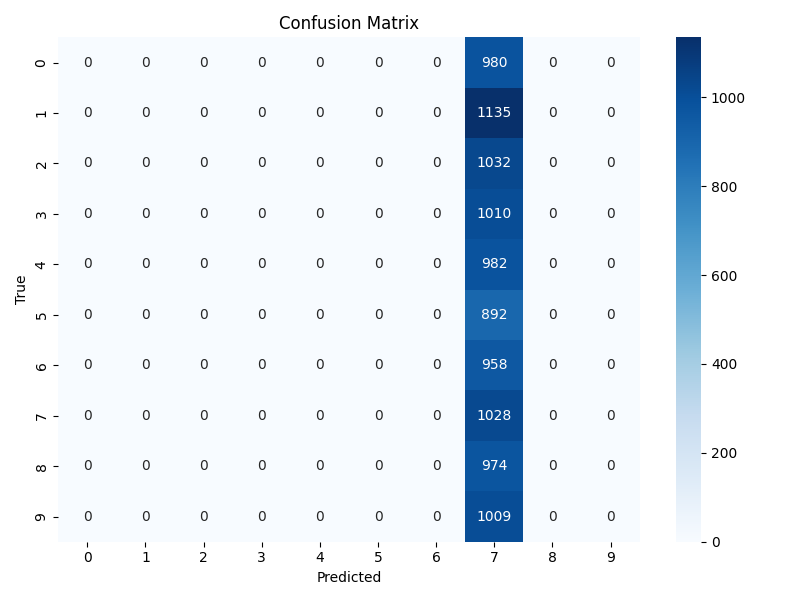 Confusion Matrix
0 0 0 0 0 0 0 0 980 0 0
1 0 0 0 0 0 0 0 1135 0 0
2 0 0 0 0 0 0 0 1032 0 0
3 0 0 0 0 0 0 0 1010 0 0
4 0 0 0 0 0 0 0 982 0 0
5 0 0 0 0 0 0 0 892 0 0
6 0 0 0 0 0 0 0 958 0 0
7 0 0 0 0 0 0 0 1028 0 0
8 0 0 0 0 0 0 0 974 0 0
9 0 0 0 0 0 0 0 1009 0 0
True
0 1 2 3 4 5 6 7 8 9
Predicted
1000
800
600
400
200
0